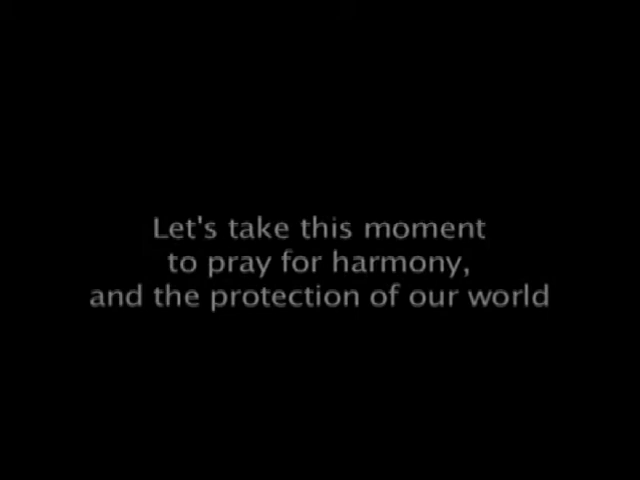 Let's take this moment
to pray for harmony,
and the protection of our world